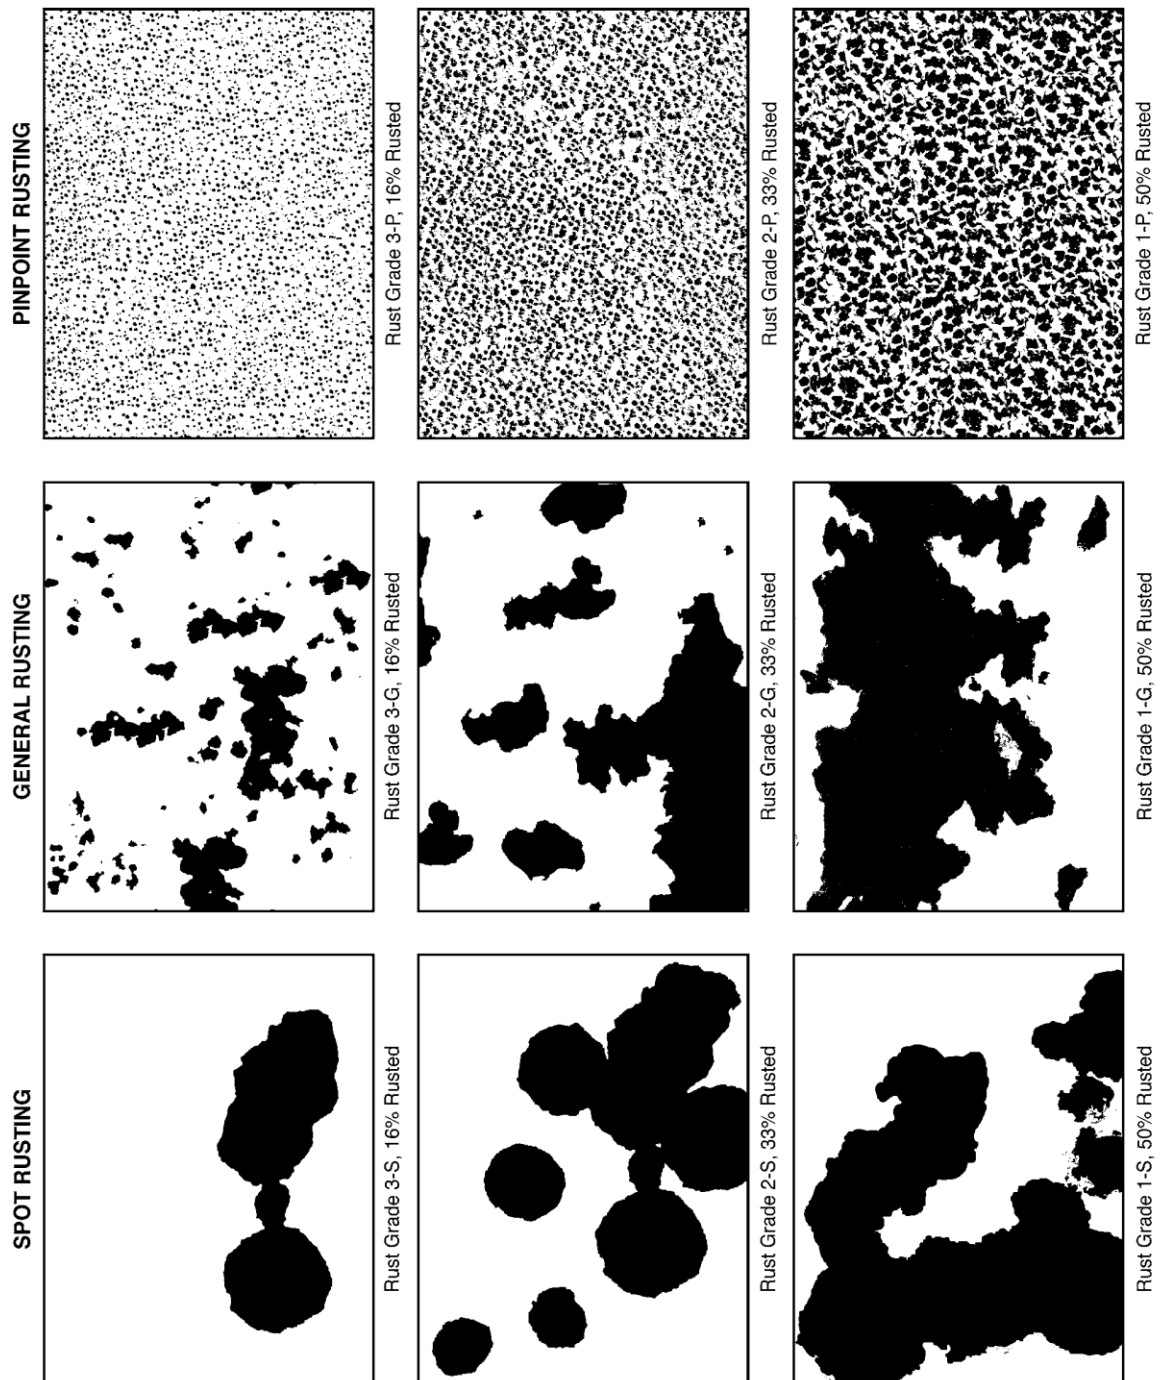 SPOT RUSTING
GENERAL RUSTING
PINPOINT RUSTING
Rust Grade 3-S, 16% Rusted
Rust Grade 3-G, 16% Rusted
Rust Grade 3-P, 16% Rusted
Rust Grade 2-S, 33% Rusted
Rust Grade 2-G, 33% Rusted
Rust Grade 2-P, 33% Rusted
Rust Grade 1-S, 50% Rusted
Rust Grade 1-G, 50% Rusted
Rust Grade 1-P, 50% Rusted